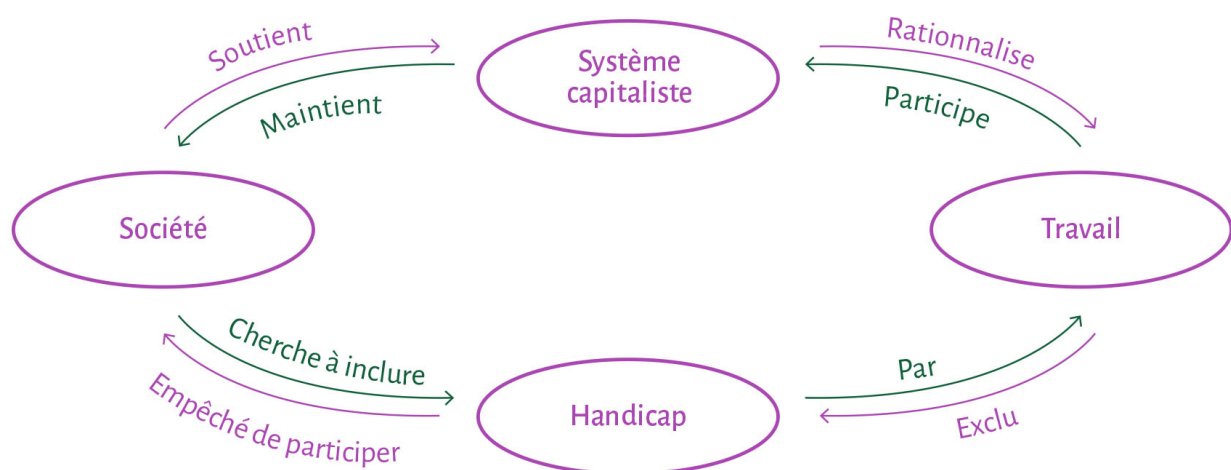 Soutient
Système
capitaliste
Rationnalise
Maintient
Participe
Société
Travail
Cherche à inclure
Par
Empêché de participer
Handicap
Exclu